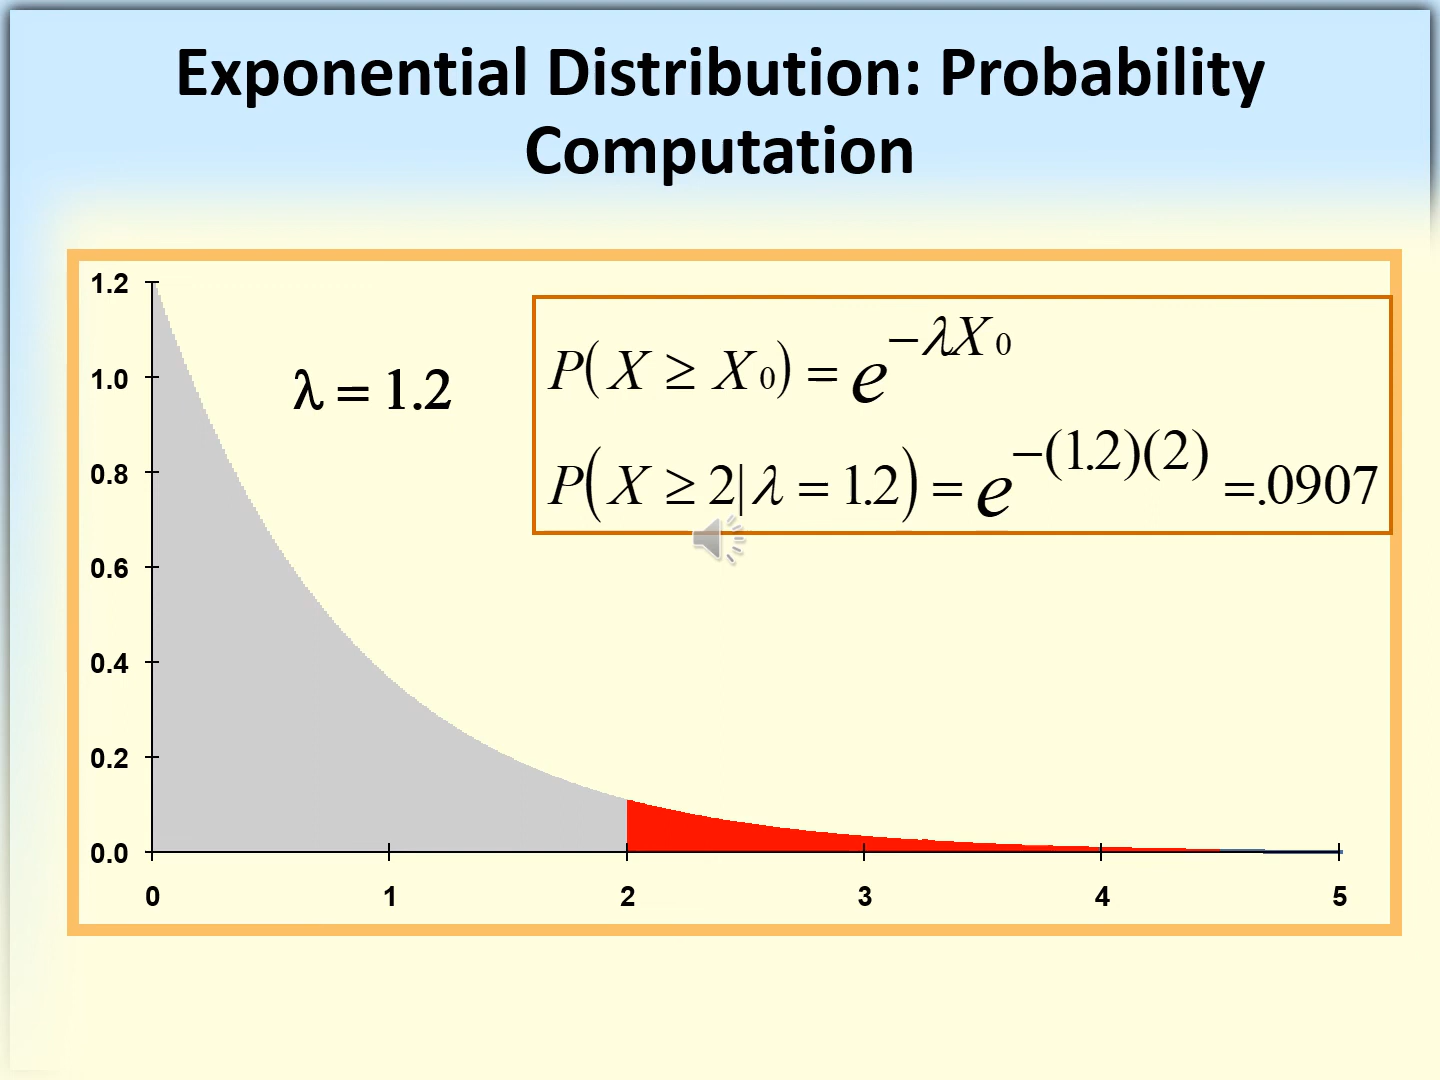 Exponential Distribution: Probability
Computation
1.2
1.0
0.8
0.6
0.4
0.2
0.0
λ = 1.2
P( X ≥ X₀) = e^−λX₀
P( X ≥ 2| λ = 1.2) = e^−(1.2)(2) =.0907
0 1 2 3 4 5